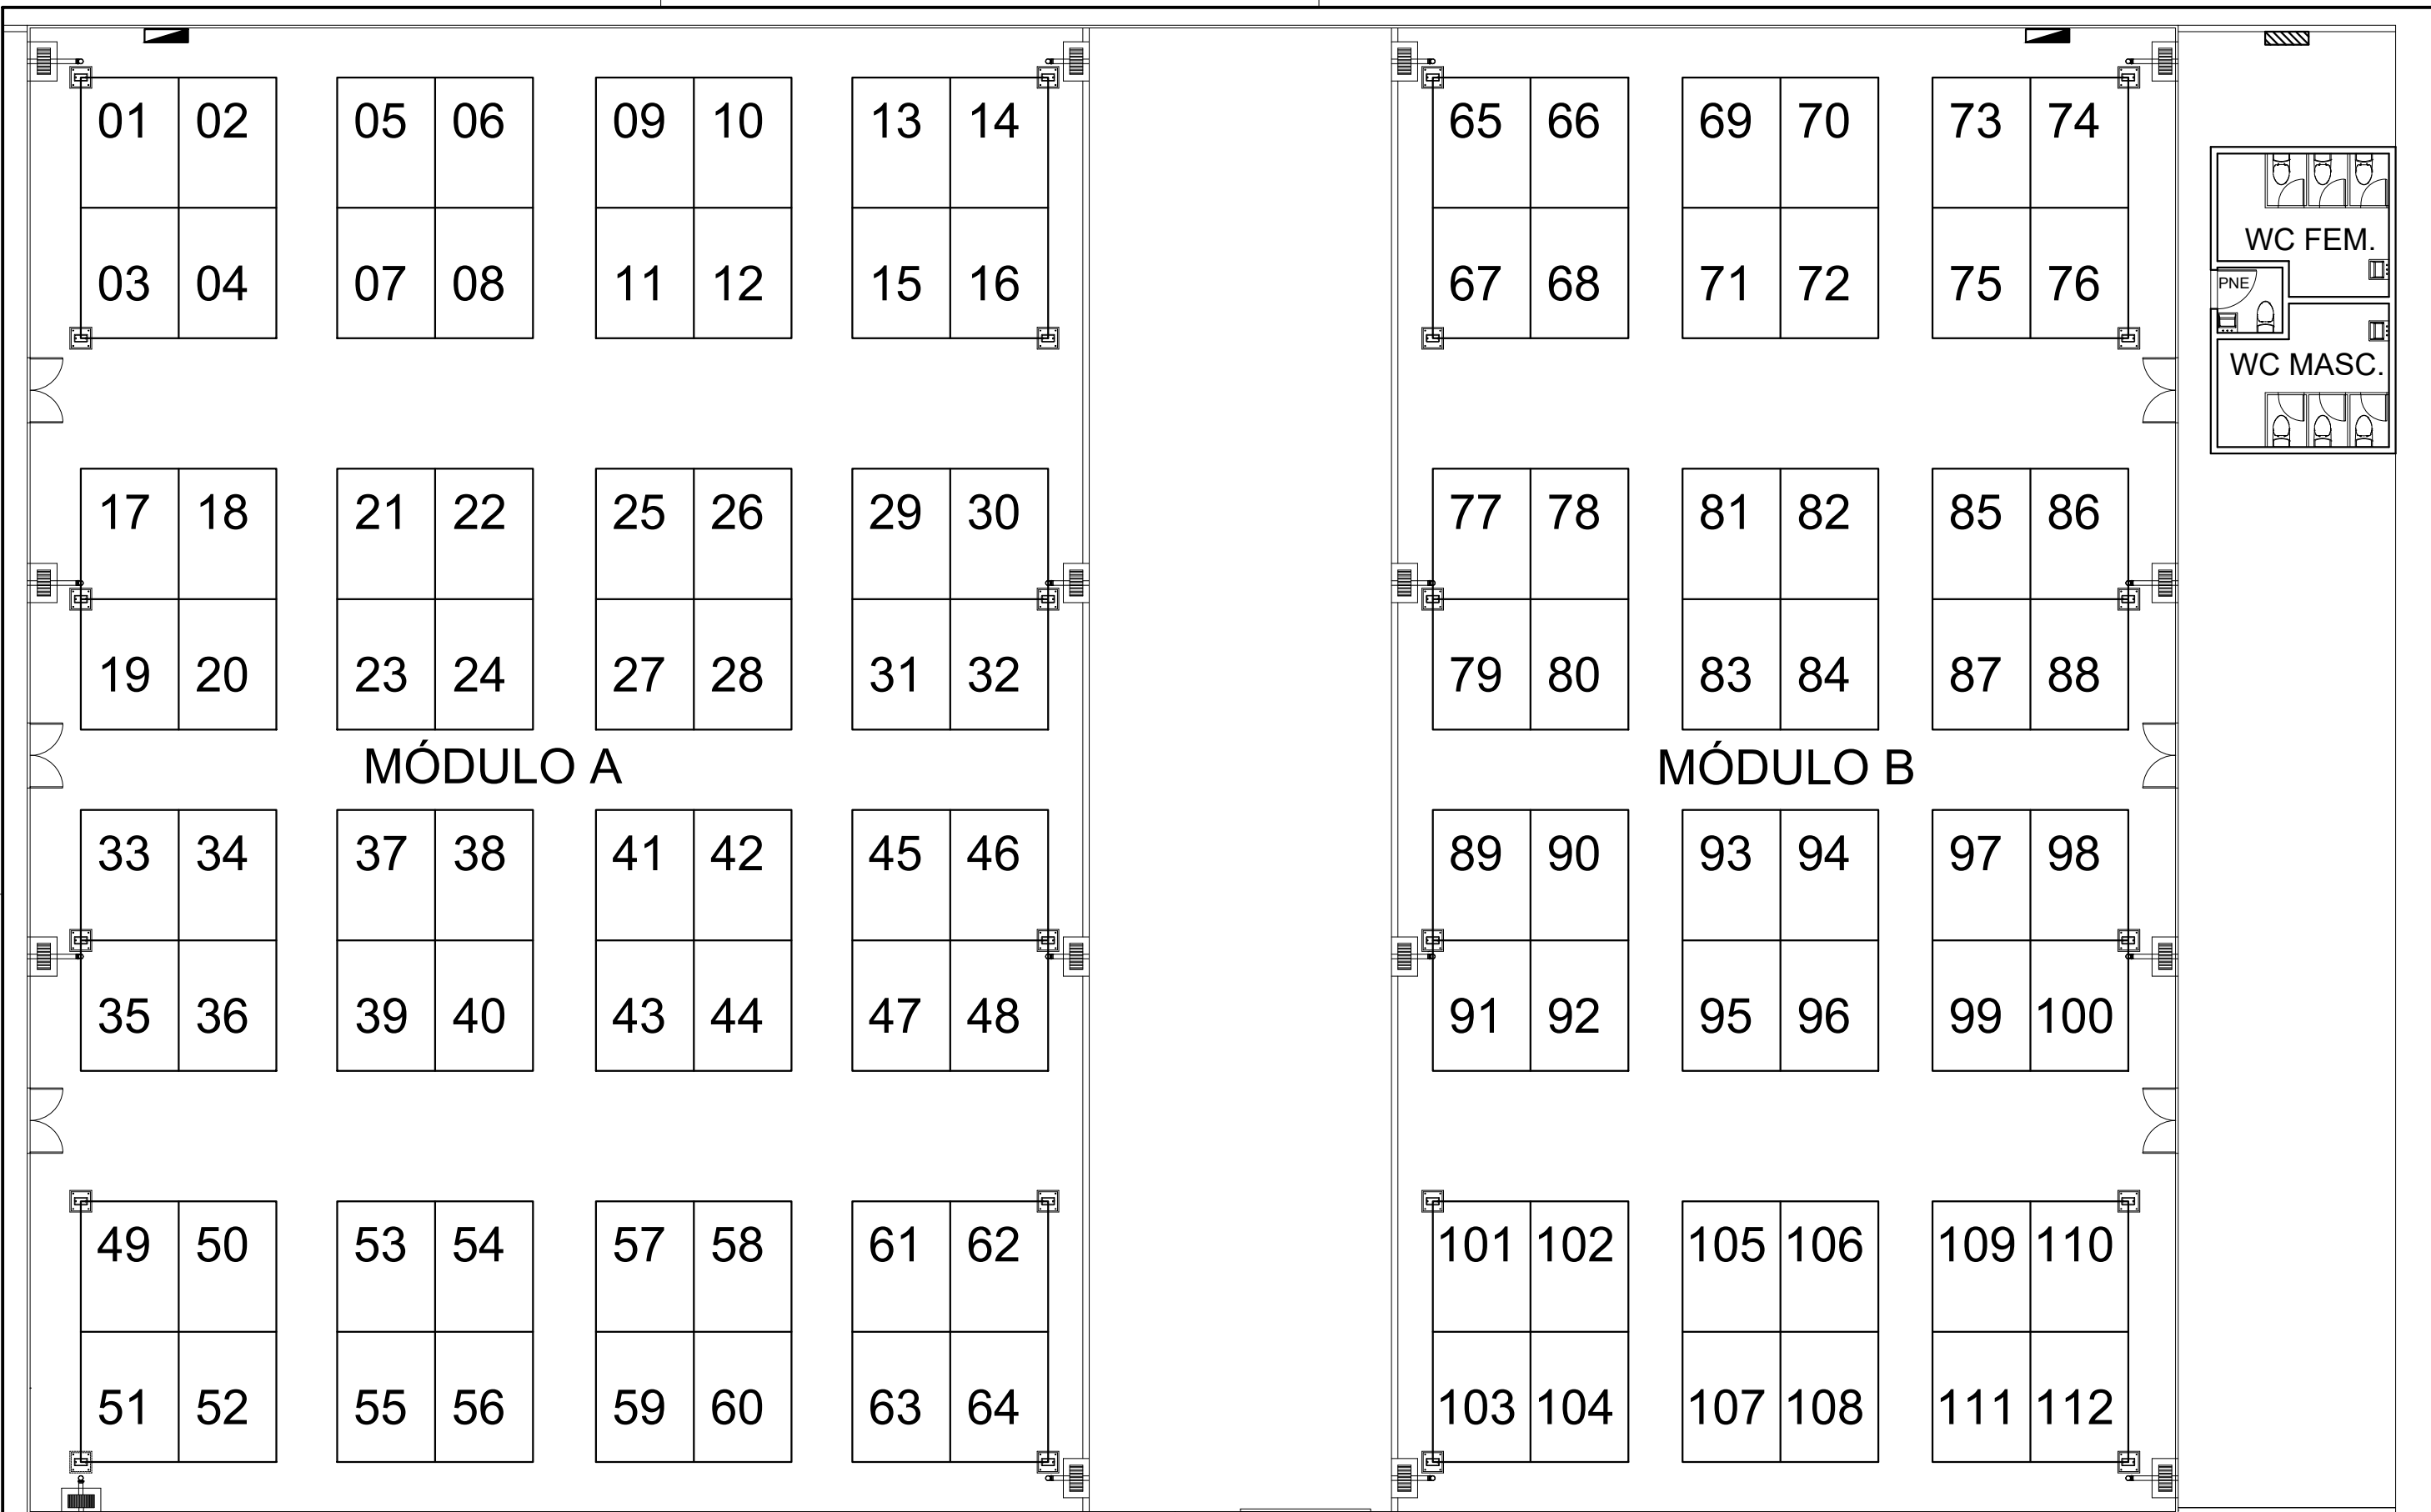 01 02 05 06 09 10 13 14 65 66 69 70 73 74
WC FEM.
03 04 07 08 11 12 15 16 67 68 71 72 75 76
PNE
WC MASC.
17 18 21 22 25 26 29 30 77 78 81 82 85 86
19 20 23 24 27 28 31 32 79 80 83 84 87 88
MÓDULO A MÓDULO B
33 34 37 38 41 42 45 46 89 90 93 94 97 98
35 36 39 40 43 44 47 48 91 92 95 96 99 100
49 50 53 54 57 58 61 62 101 102 105 106 109 110
51 52 55 56 59 60 63 64 103 104 107 108 111 112